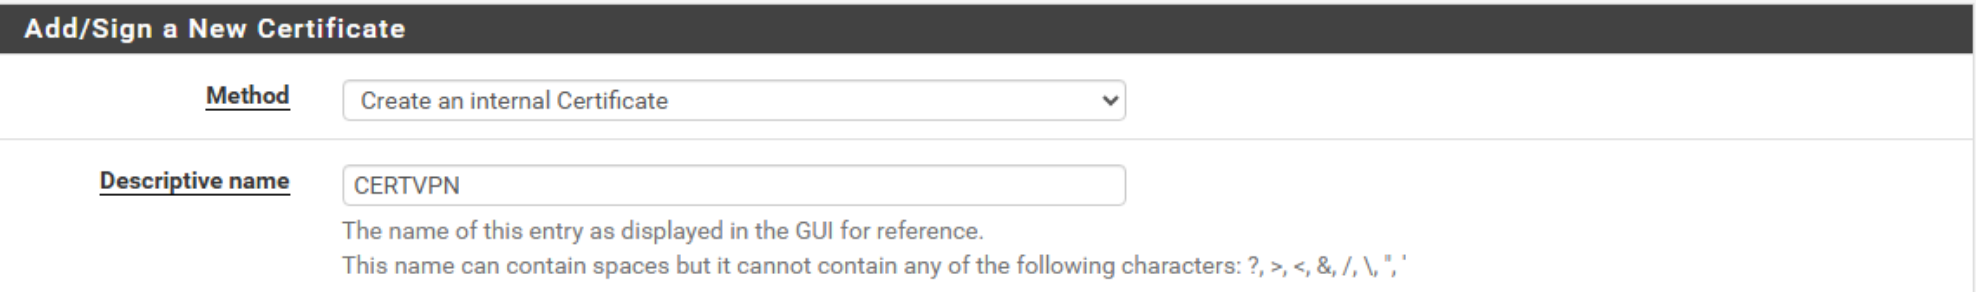 Add/Sign a New Certificate
Method
Create an internal Certificate
Descriptive name
CERTVPN
The name of this entry as displayed in the GUI for reference.
This name can contain spaces but it cannot contain any of the following characters: ?, >, <, &, /, \, ", '